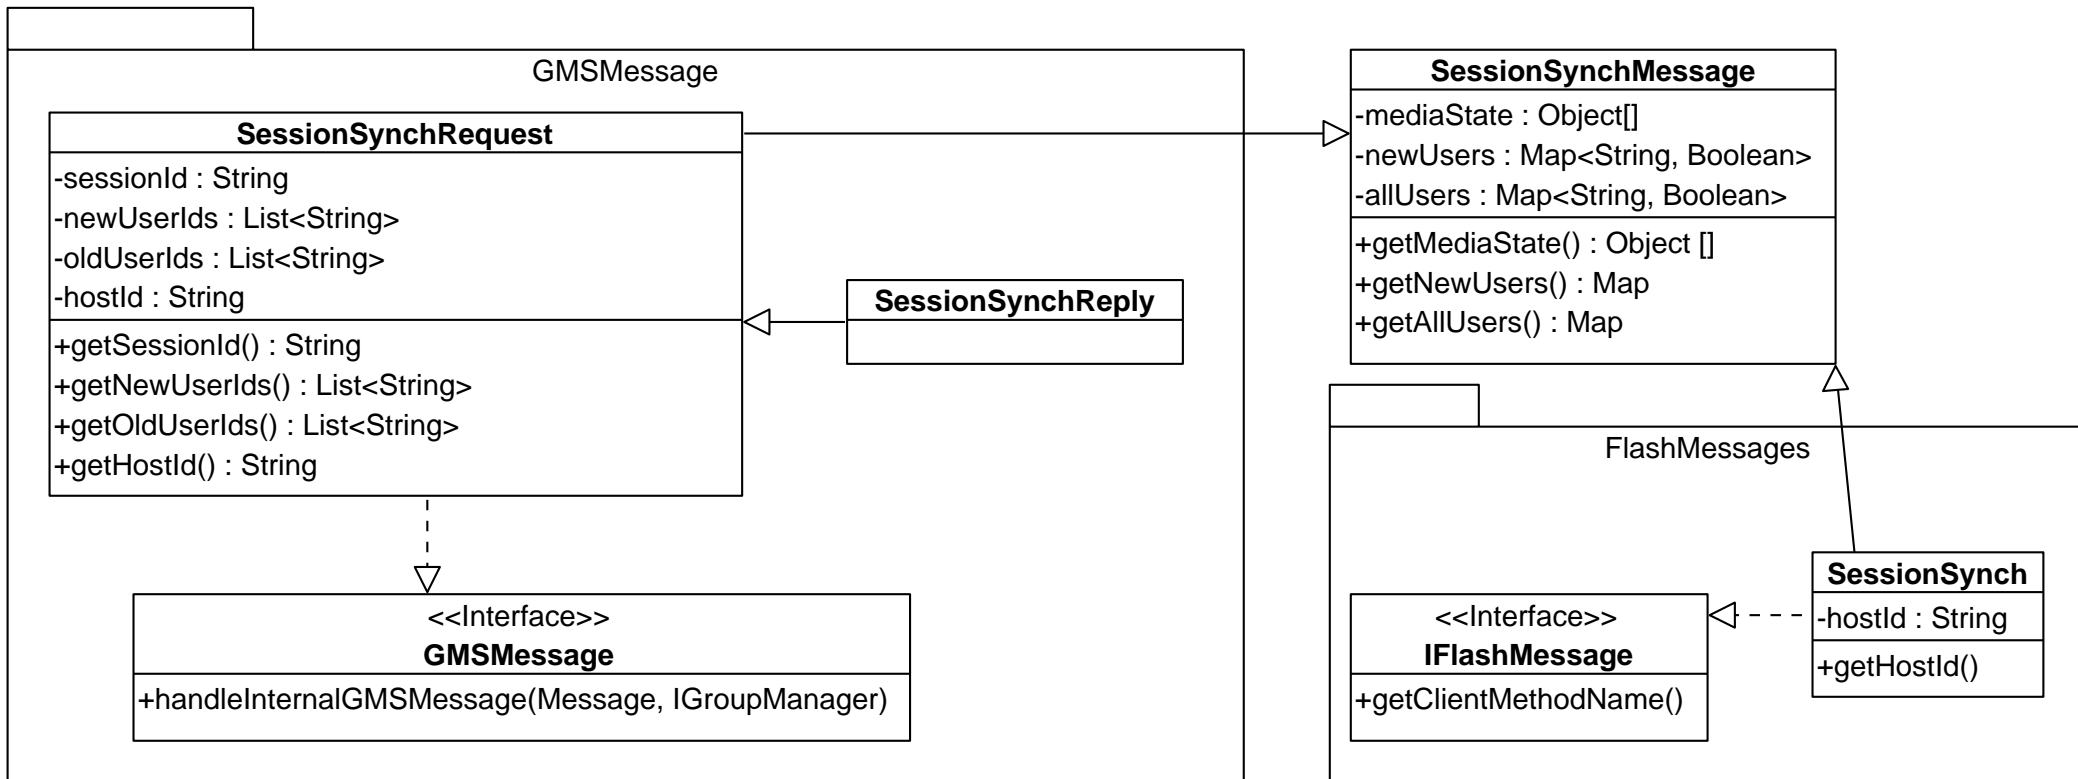 GMSMessage
SessionSynchRequest
-sessionId : String
-newUserIds : List<String>
-oldUserIds : List<String>
-hostId : String
+getSessionId() : String
+getNewUserIds() : List<String>
+getOldUserIds() : List<String>
+getHostId() : String
SessionSynchReply
<<Interface>>
GMSMessage
+handleInternalGMSMessage(Message, IGroupManager)
SessionSynchMessage
-mediaState : Object[]
-newUsers : Map<String, Boolean>
-allUsers : Map<String, Boolean>
+getMediaState() : Object []
+getNewUsers() : Map
+getAllUsers() : Map
FlashMessages
<<Interface>>
IFlashMessage
+getClientMethodName()
SessionSynch
-hostId : String
+getHostId()